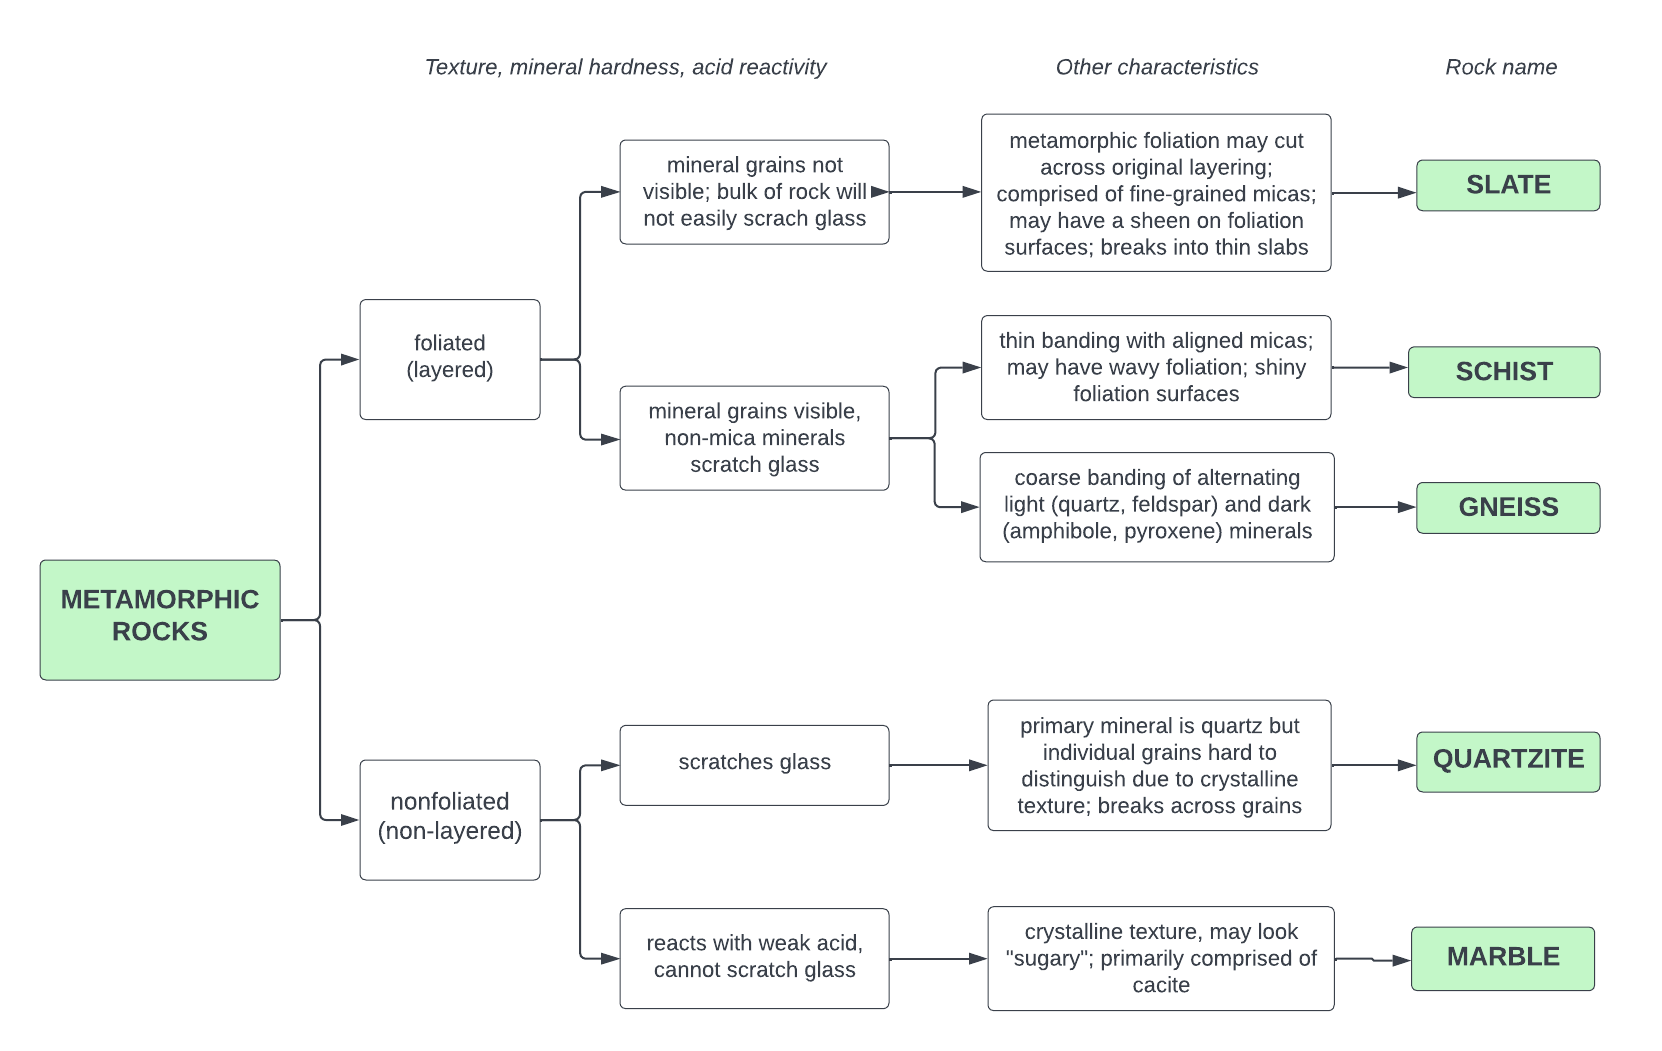 Texture, mineral hardness, acid reactivity
Other characteristics
Rock name
mineral grains not
visible; bulk of rock will
not easily scrach glass
metamorphic foliation may cut
across original layering;
comprised of fine-grained micas;
may have a sheen on foliation
surfaces; breaks into thin slabs
SLATE
foliated
(layered)
mineral grains visible,
non-mica minerals
scratch glass
thin banding with aligned micas;
may have wavy foliation; shiny
foliation surfaces
SCHIST
coarse banding of alternating
light (quartz, feldspar) and dark
(amphibole, pyroxene) minerals
GNEISS
METAMORPHIC
ROCKS
nonfoliated
(non-layered)
scratches glass
primary mineral is quartz but
individual grains hard to
distinguish due to crystalline
texture; breaks across grains
QUARTZITE
reacts with weak acid,
cannot scratch glass
crystalline texture, may look
"sugary"; primarily comprised of
cacite
MARBLE